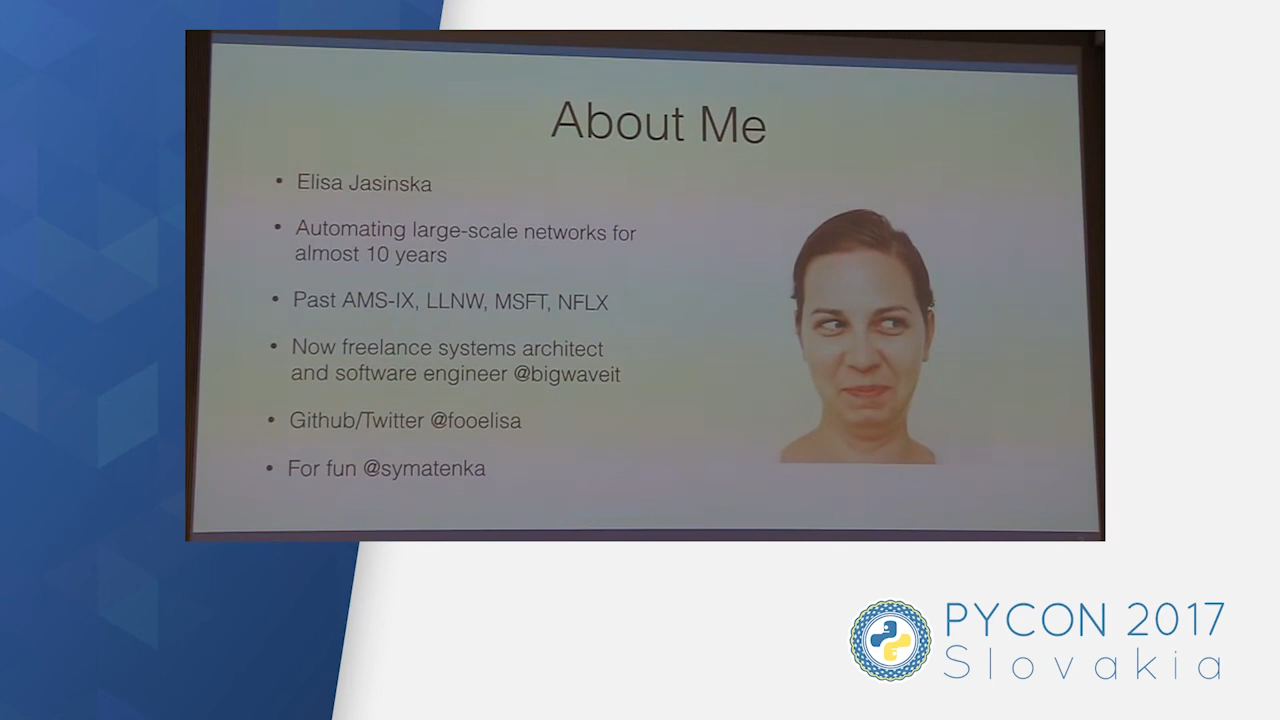 About Me
• Elisa Jasinska
• Automating large-scale networks for
almost 10 years
• Past AMS-IX, LLNW, MSFT, NFLX
• Now freelance systems architect
and software engineer @bigwaveit
• Github/Twitter @fooelisa
• For fun @symatenka
PYCON 2017
Slovakia